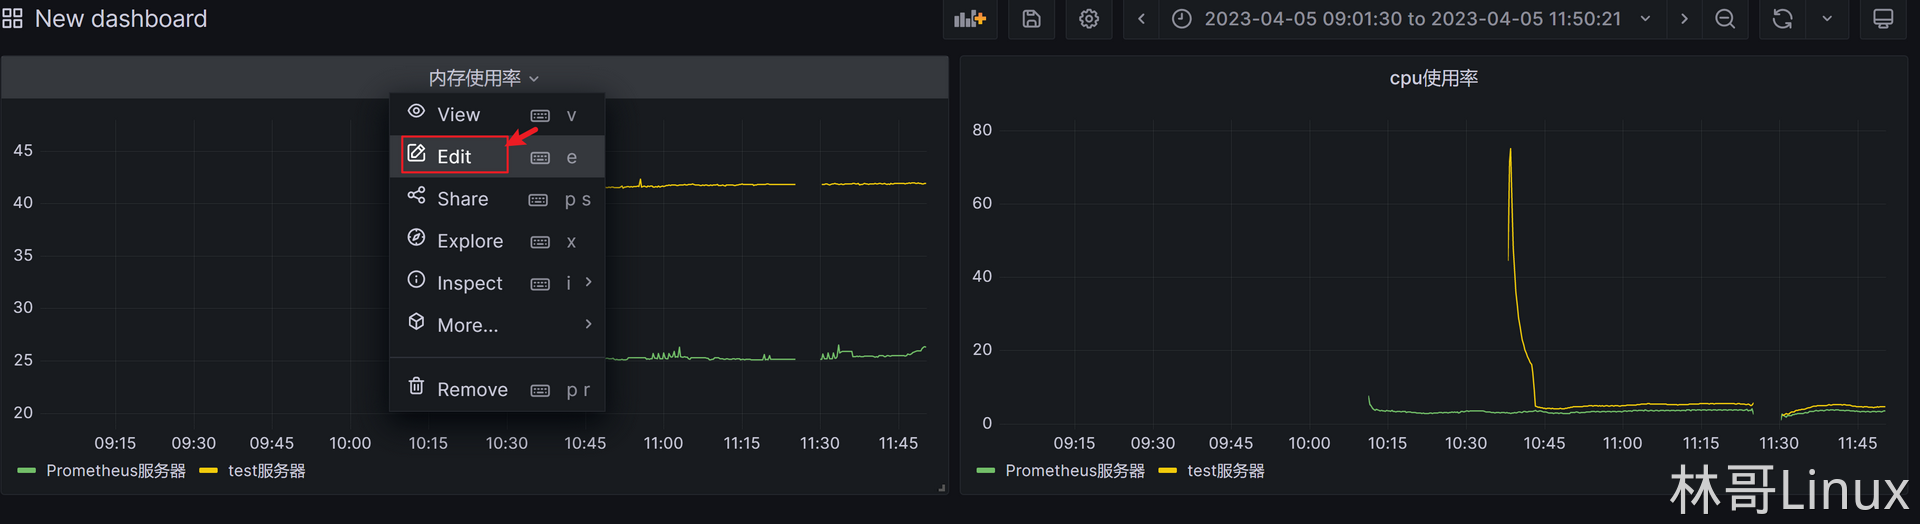 New dashboard
2023-04-05 09:01:30 to 2023-04-05 11:50:21
内存使用率
View v
Edit e
Share p s
Explore x
Inspect i
More...
Remove p r
45
40
35
30
25
20
09:15 09:30 09:45 10:00 10:15 10:30 10:45 11:00 11:15 11:30 11:45
Prometheus服务器 test服务器
cpu使用率
80
60
40
20
0
09:15 09:30 09:45 10:00 10:15 10:30 10:45 11:00 11:15 11:30 11:45
Prometheus服务器 test服务器
林哥Linux